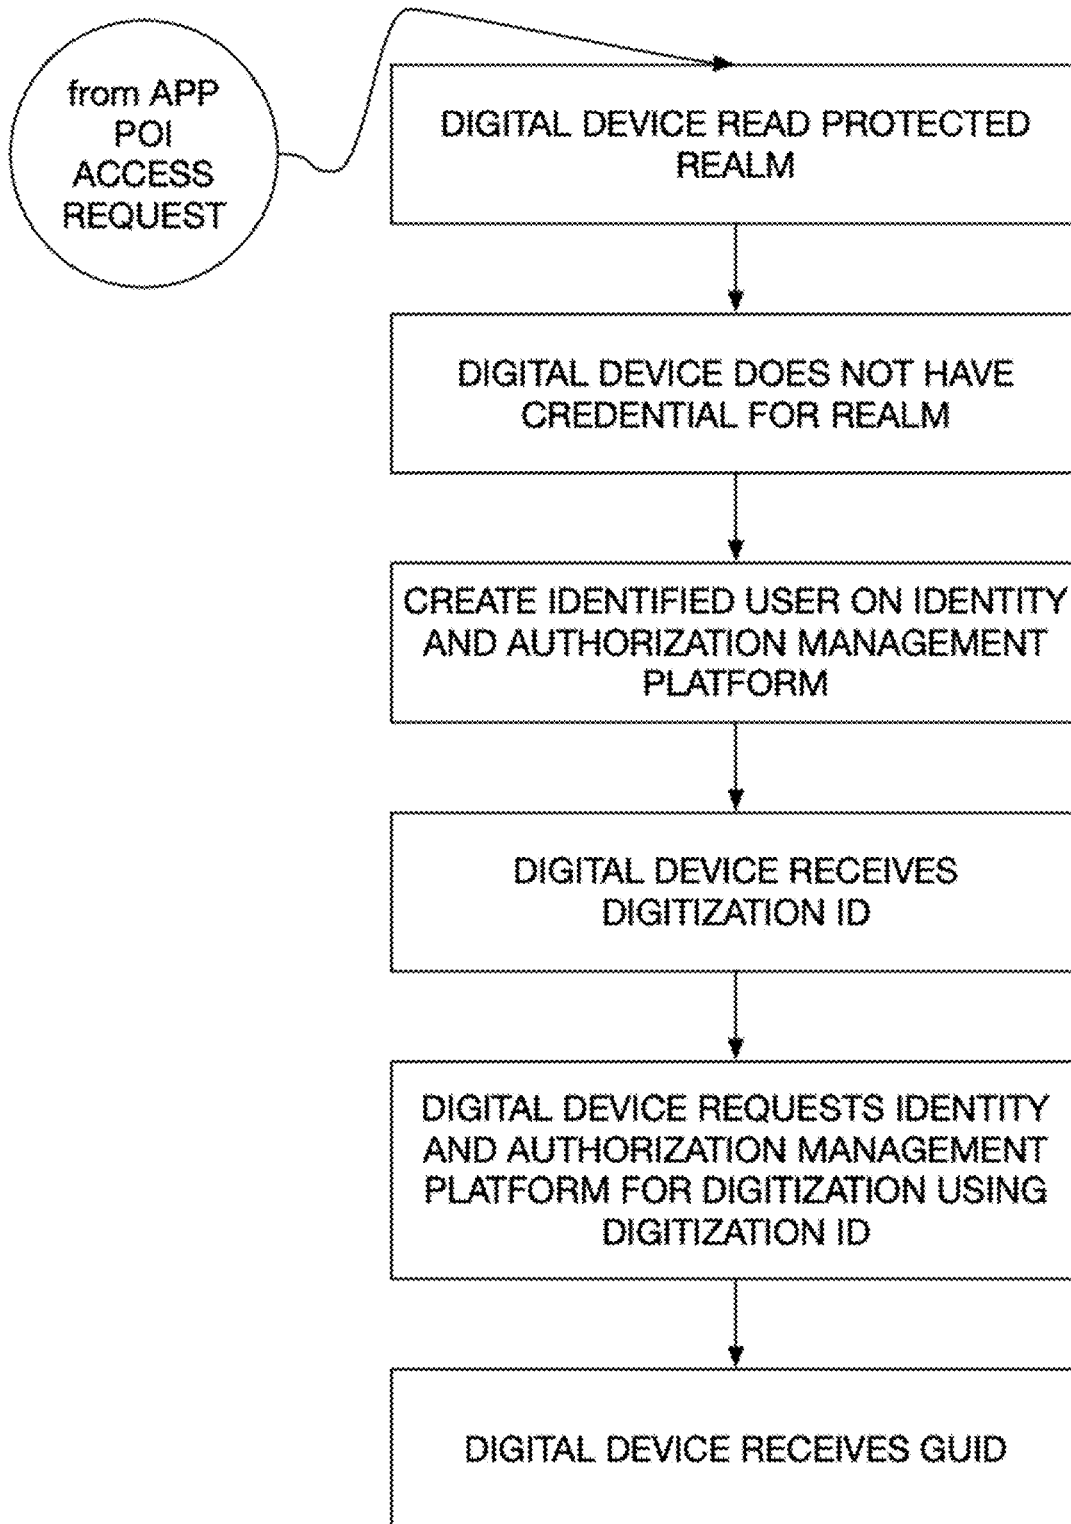 from APP
POI
ACCESS
REQUEST
DIGITAL DEVICE READ PROTECTED
REALM
DIGITAL DEVICE DOES NOT HAVE
CREDENTIAL FOR REALM
CREATE IDENTIFIED USER ON IDENTITY
AND AUTHORIZATION MANAGEMENT
PLATFORM
DIGITAL DEVICE RECEIVES
DIGITIZATION ID
DIGITAL DEVICE REQUESTS IDENTITY
AND AUTHORIZATION MANAGEMENT
PLATFORM FOR DIGITIZATION USING
DIGITIZATION ID
DIGITAL DEVICE RECEIVES GUID